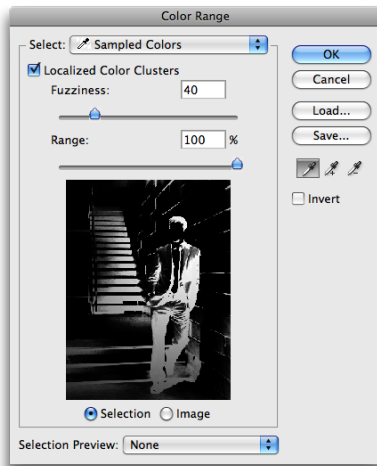 Color Range
Select: Sampled Colors
OK
Localized Color Clusters
Cancel
Fuzziness: 40
Load...
Range: 100 %
Save...
Invert
Selection Image
Selection Preview: None